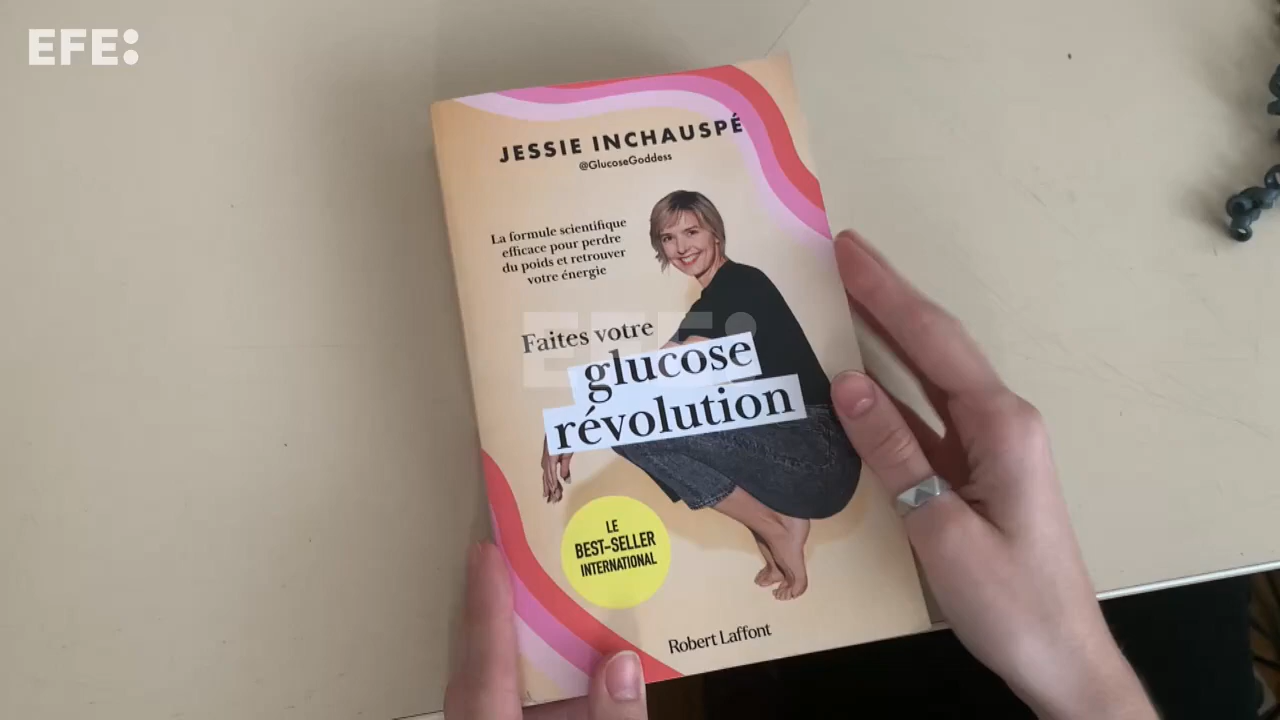 EFE:
JESSIE INCHAUSPÉ
@GlucoseGoddess
La formule scientifique
efficace pour perdre
du poids et retrouver
votre énergie
EFE:
Faites votre
glucose
révolution
LE
BEST-SELLER
INTERNATIONAL
Robert Laffont